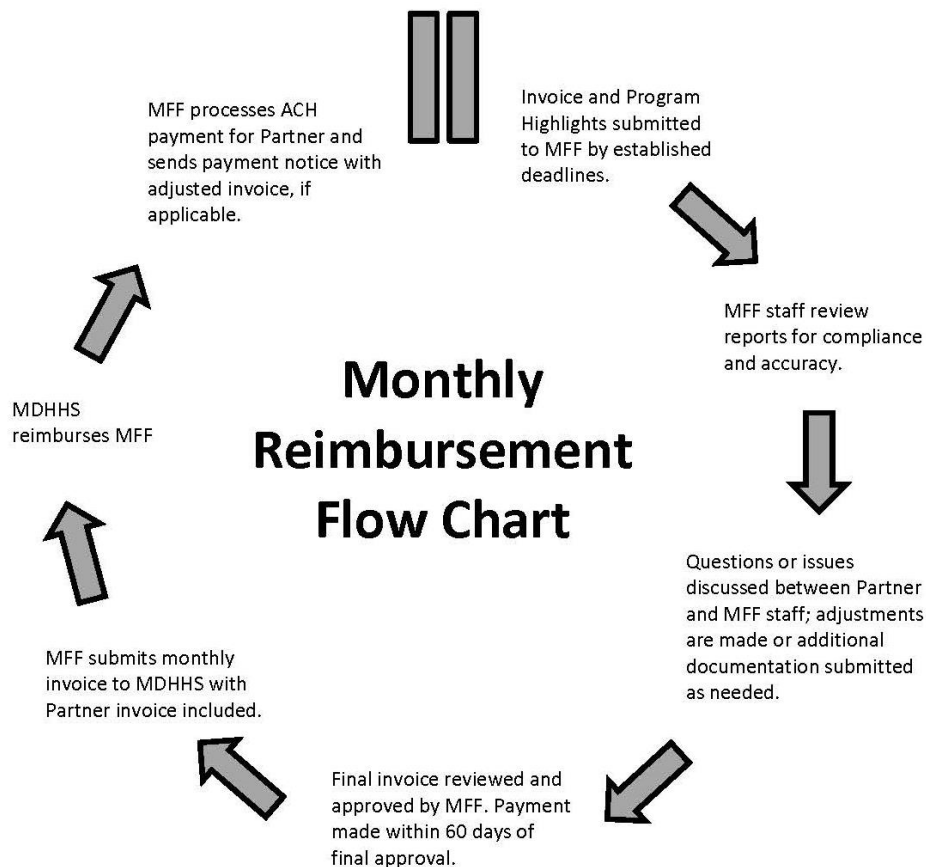 Monthly
Reimbursement
Flow Chart
Invoice and Program
Highlights submitted
to MFF by established
deadlines.
MFF staff review
reports for compliance
and accuracy.
Questions or issues
discussed between Partner
and MFF staff; adjustments
are made or additional
documentation submitted
as needed.
Final invoice reviewed and
approved by MFF. Payment
made within 60 days of
final approval.
MFF submits monthly
invoice to MDHHS with
Partner invoice included.
MDHHS
reimburses MFF
MFF processes ACH
payment for Partner and
sends payment notice with
adjusted invoice, if
applicable.